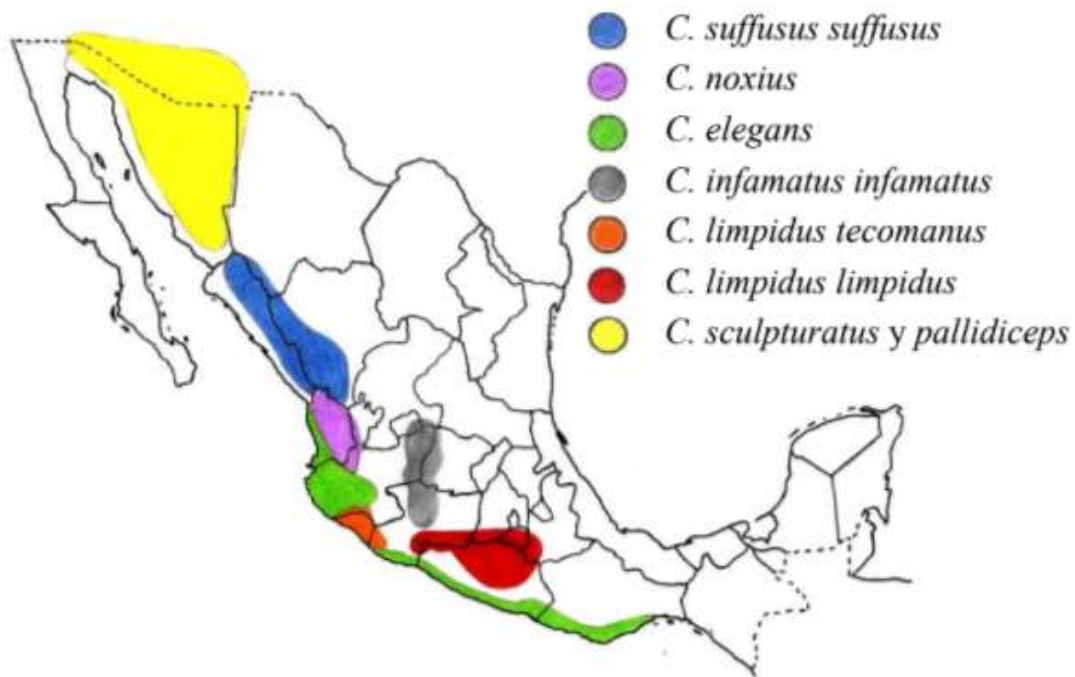 C. suffusus suffusus
C. noxius
C. elegans
C. infamatus infamatus
C. limpidus tecomanus
C. limpidus limpidus
C. sculpturatus y pallidiceps